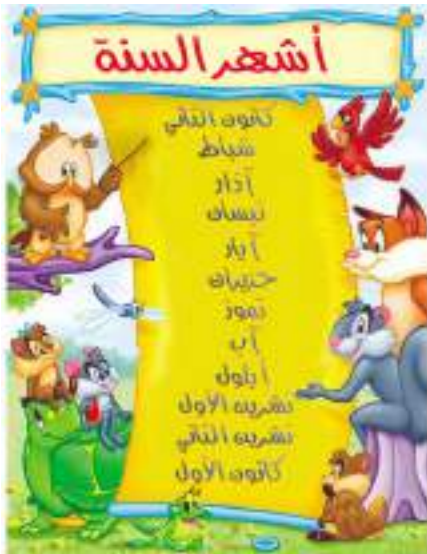 أشهر السنة
كانون الثاني
شباط
آذار
نيسان
أيار
حزيران
تموز
آب
أيلول
تشرين الأول
تشرين الثاني
كانون الأول